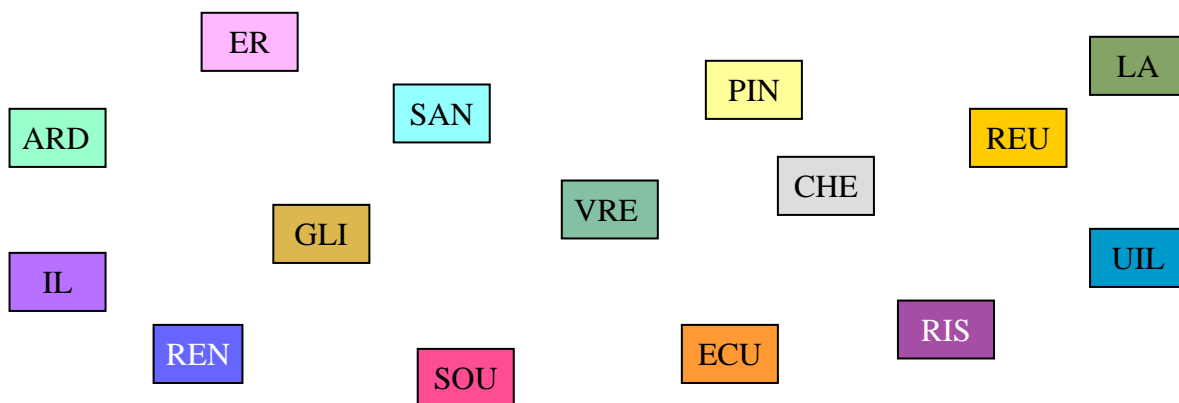 ER
LA
PIN
SAN
ARD
REU
CHE
VRE
GLI
UIL
IL
RIS
REN
ECU
SOU